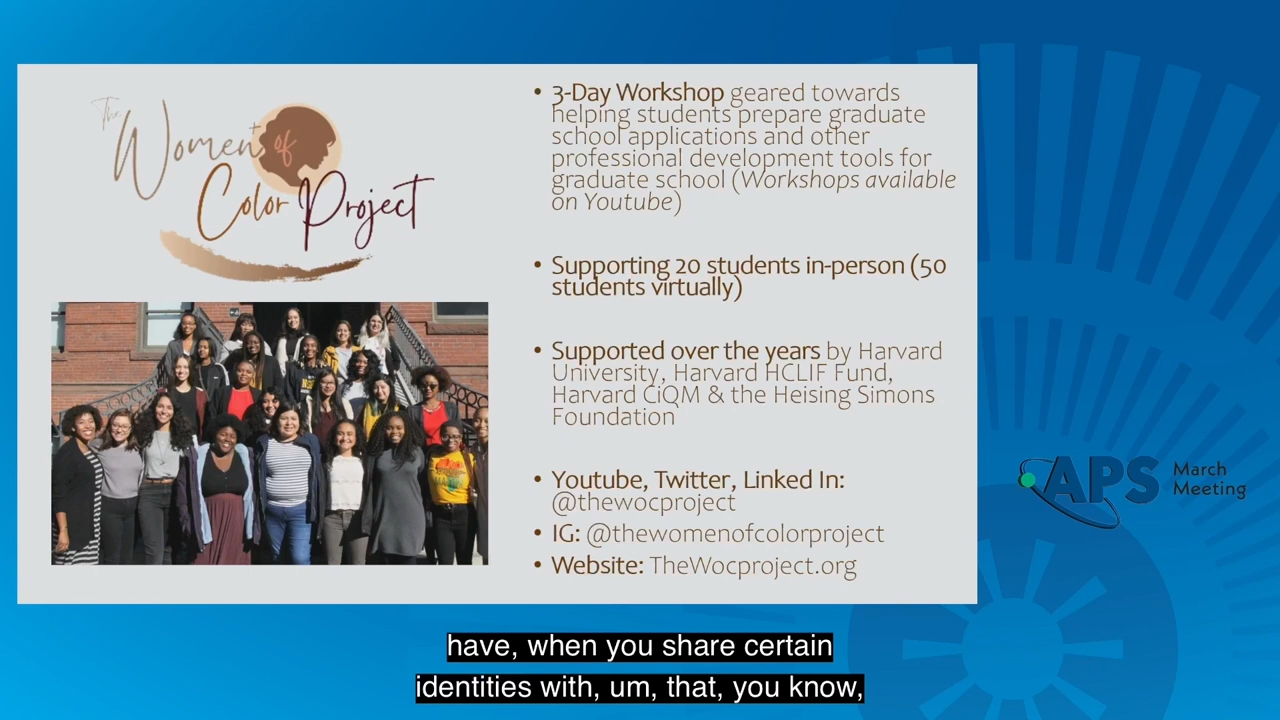 The
Women+ of
Color Project
• 3-Day Workshop geared towards
helping students prepare graduate
school applications and other
professional development tools for
graduate school (Workshops available
on Youtube)
• Supporting 20 students in-person (50
students virtually)
• Supported over the years by Harvard
University, Harvard HCLIF Fund,
Harvard CiQM & the Heising Simons
Foundation
• Youtube, Twitter, Linked In:
@thewocproject
• IG: @thewomenofcolorproject
• Website: TheWocproject.org
APS March
Meeting
have, when you share certain
identities with, um, that, you know,